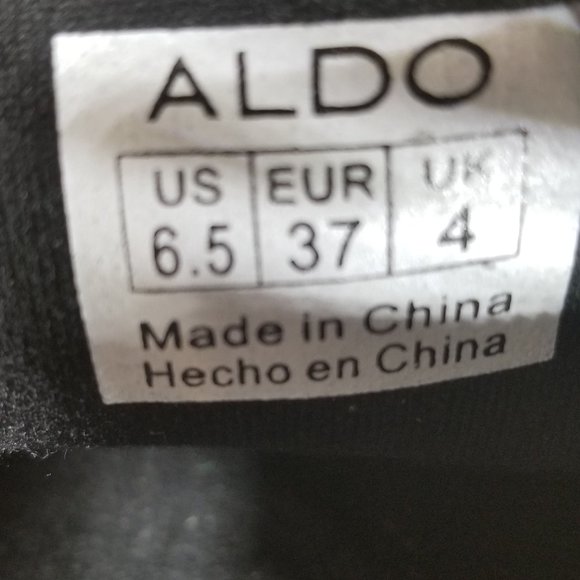 ALDO
US EUR UK
6.5 37 4
Made in China
Hecho en China